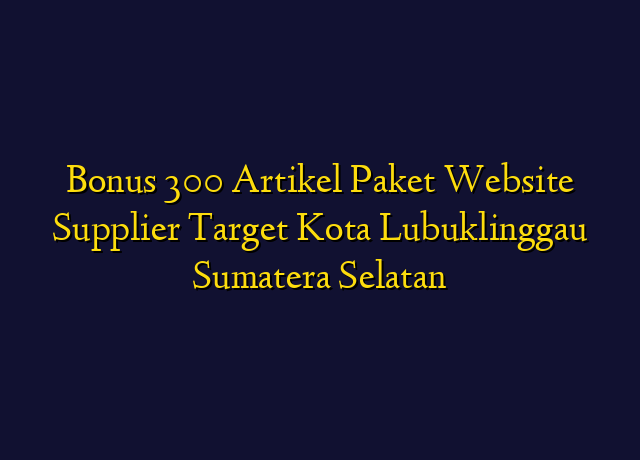 Bonus 300 Artikel Paket Website
Supplier Target Kota Lubuklinggau
Sumatera Selatan